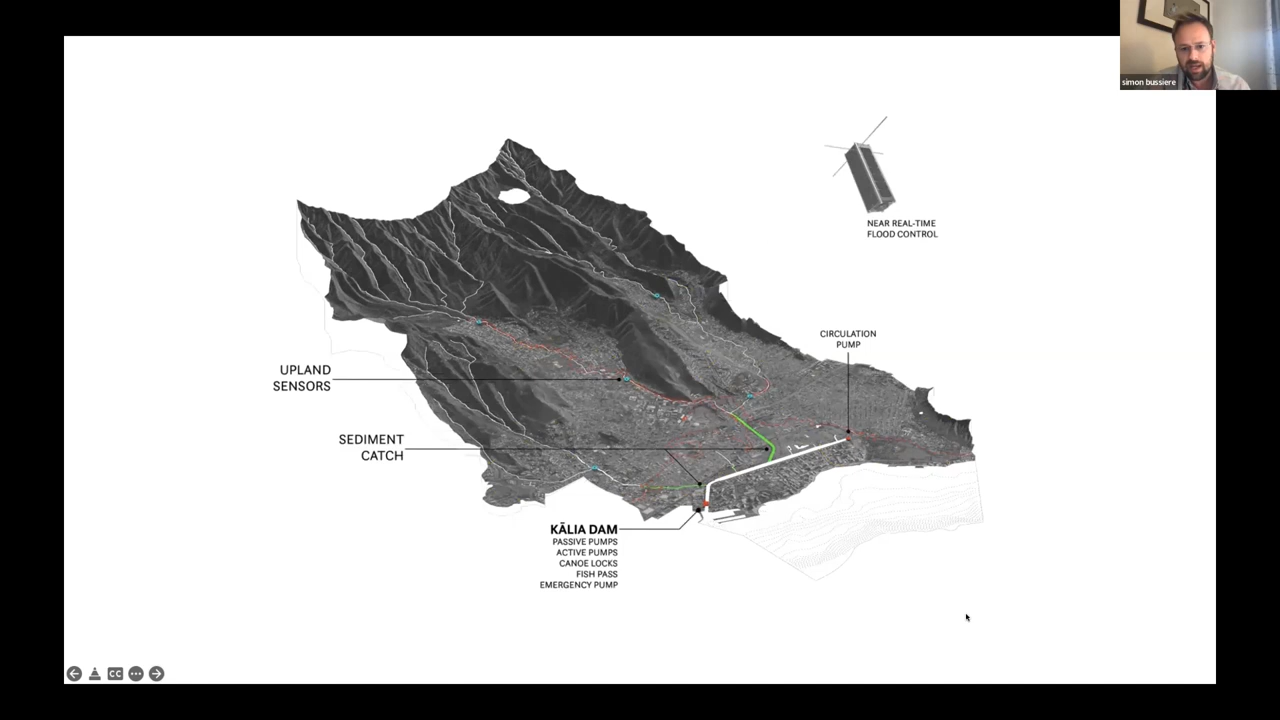 simon bussiere
NEAR REAL-TIME
FLOOD CONTROL
CIRCULATION
PUMP
UPLAND
SENSORS
SEDIMENT
CATCH
KĀLIA DAM
PASSIVE PUMPS
ACTIVE PUMPS
CANOE LOCKS
FISH PASS
EMERGENCY PUMP
CC